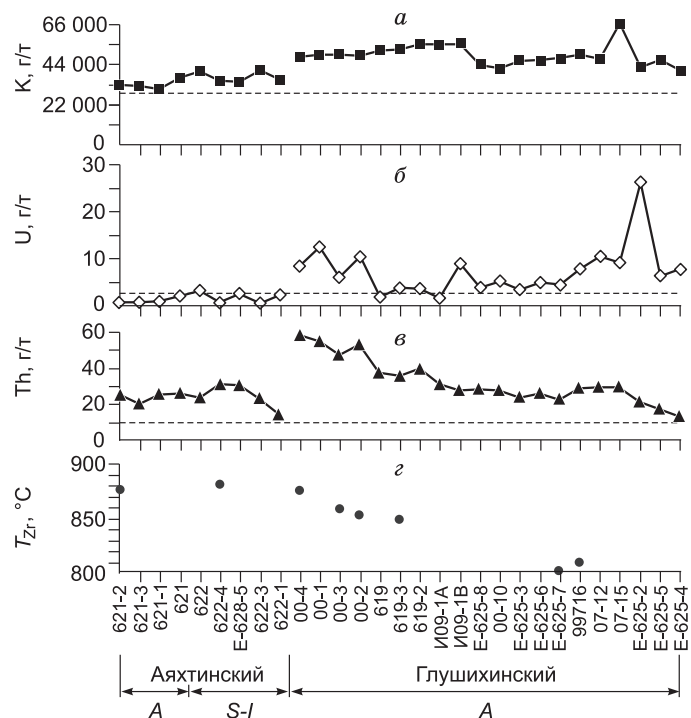 а
K, г/т
66 000
44 000
22 000
0
б
U, г/т
30
20
10
0
в
Th, г/т
60
40
20
0
г
T Zr, °C
900
850
800
621-2
621-3
621-1
621
622
622-4
Е-628-5
622-3
622-1
00-4
00-1
00-3
00-2
619
619-3
619-2
И09-1А
И09-1В
Е-625-8
00-10
Е-625-3
Е-625-6
Е-625-7
99716
07-12
07-15
Е-625-2
Е-625-5
Е-625-4
Аяхтинский Глушихинский
A S-I A